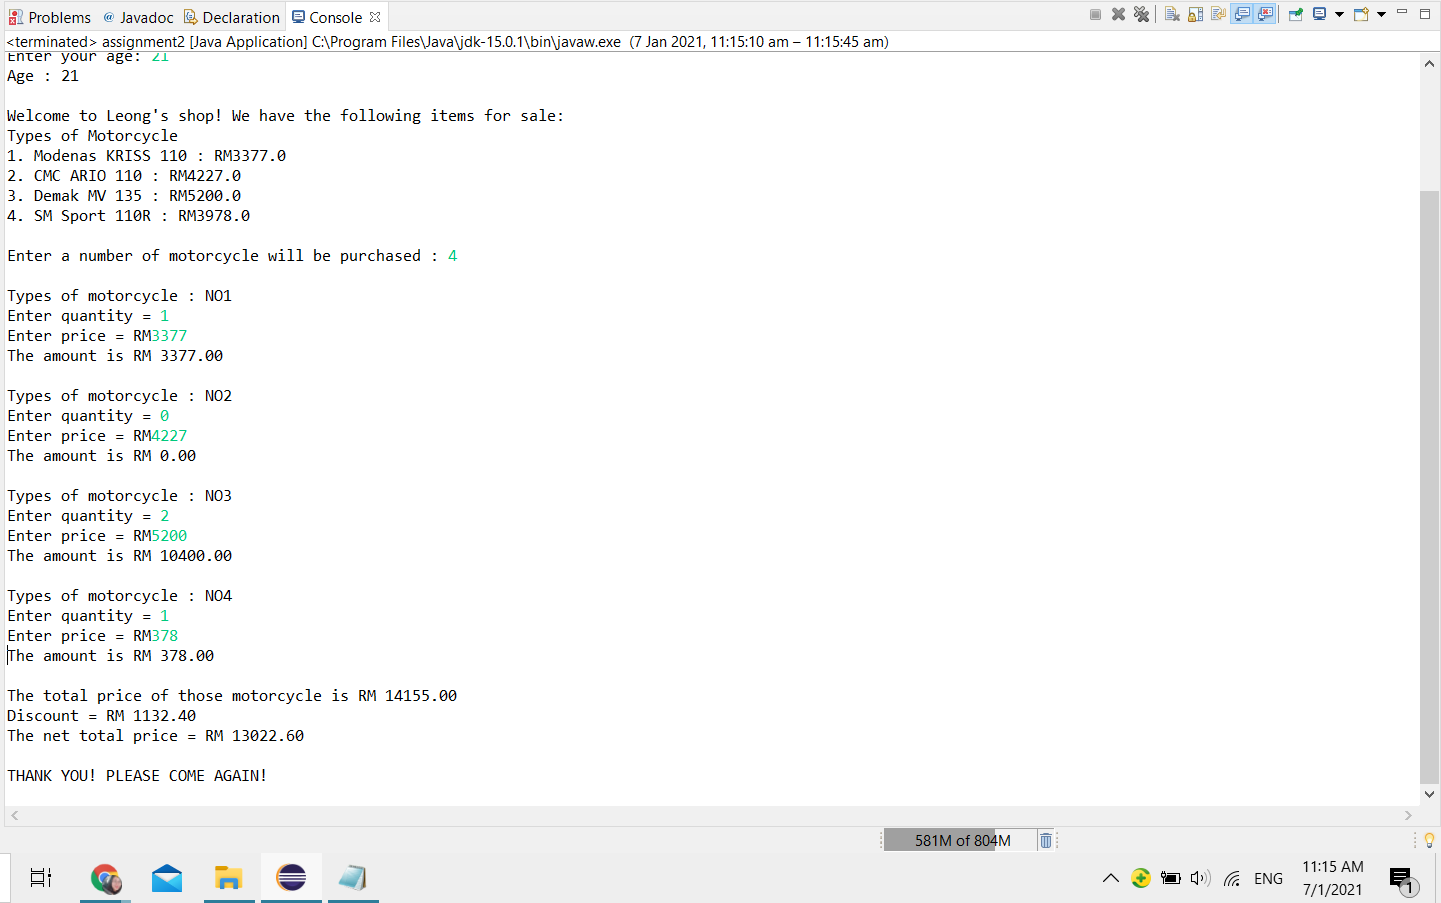 Problems @ Javadoc Declaration Console
<terminated> assignment2 [Java Application] C:\Program Files\Java\jdk-15.0.1\bin\javaw.exe (7 Jan 2021, 11:15:10 am – 11:15:45 am)
Enter your age: 21
Age : 21
Welcome to Leong's shop! We have the following items for sale:
Types of Motorcycle
1. Modenas KRISS 110 : RM3377.0
2. CMC ARIO 110 : RM4227.0
3. Demak MV 135 : RM5200.0
4. SM Sport 110R : RM3978.0
Enter a number of motorcycle will be purchased : 4
Types of motorcycle : NO1
Enter quantity = 1
Enter price = RM3377
The amount is RM 3377.00
Types of motorcycle : NO2
Enter quantity = 0
Enter price = RM4227
The amount is RM 0.00
Types of motorcycle : NO3
Enter quantity = 2
Enter price = RM5200
The amount is RM 10400.00
Types of motorcycle : NO4
Enter quantity = 1
Enter price = RM378
The amount is RM 378.00
The total price of those motorcycle is RM 14155.00
Discount = RM 1132.40
The net total price = RM 13022.60
THANK YOU! PLEASE COME AGAIN!
581M of 804M
ENG
11:15 AM
7/1/2021
1